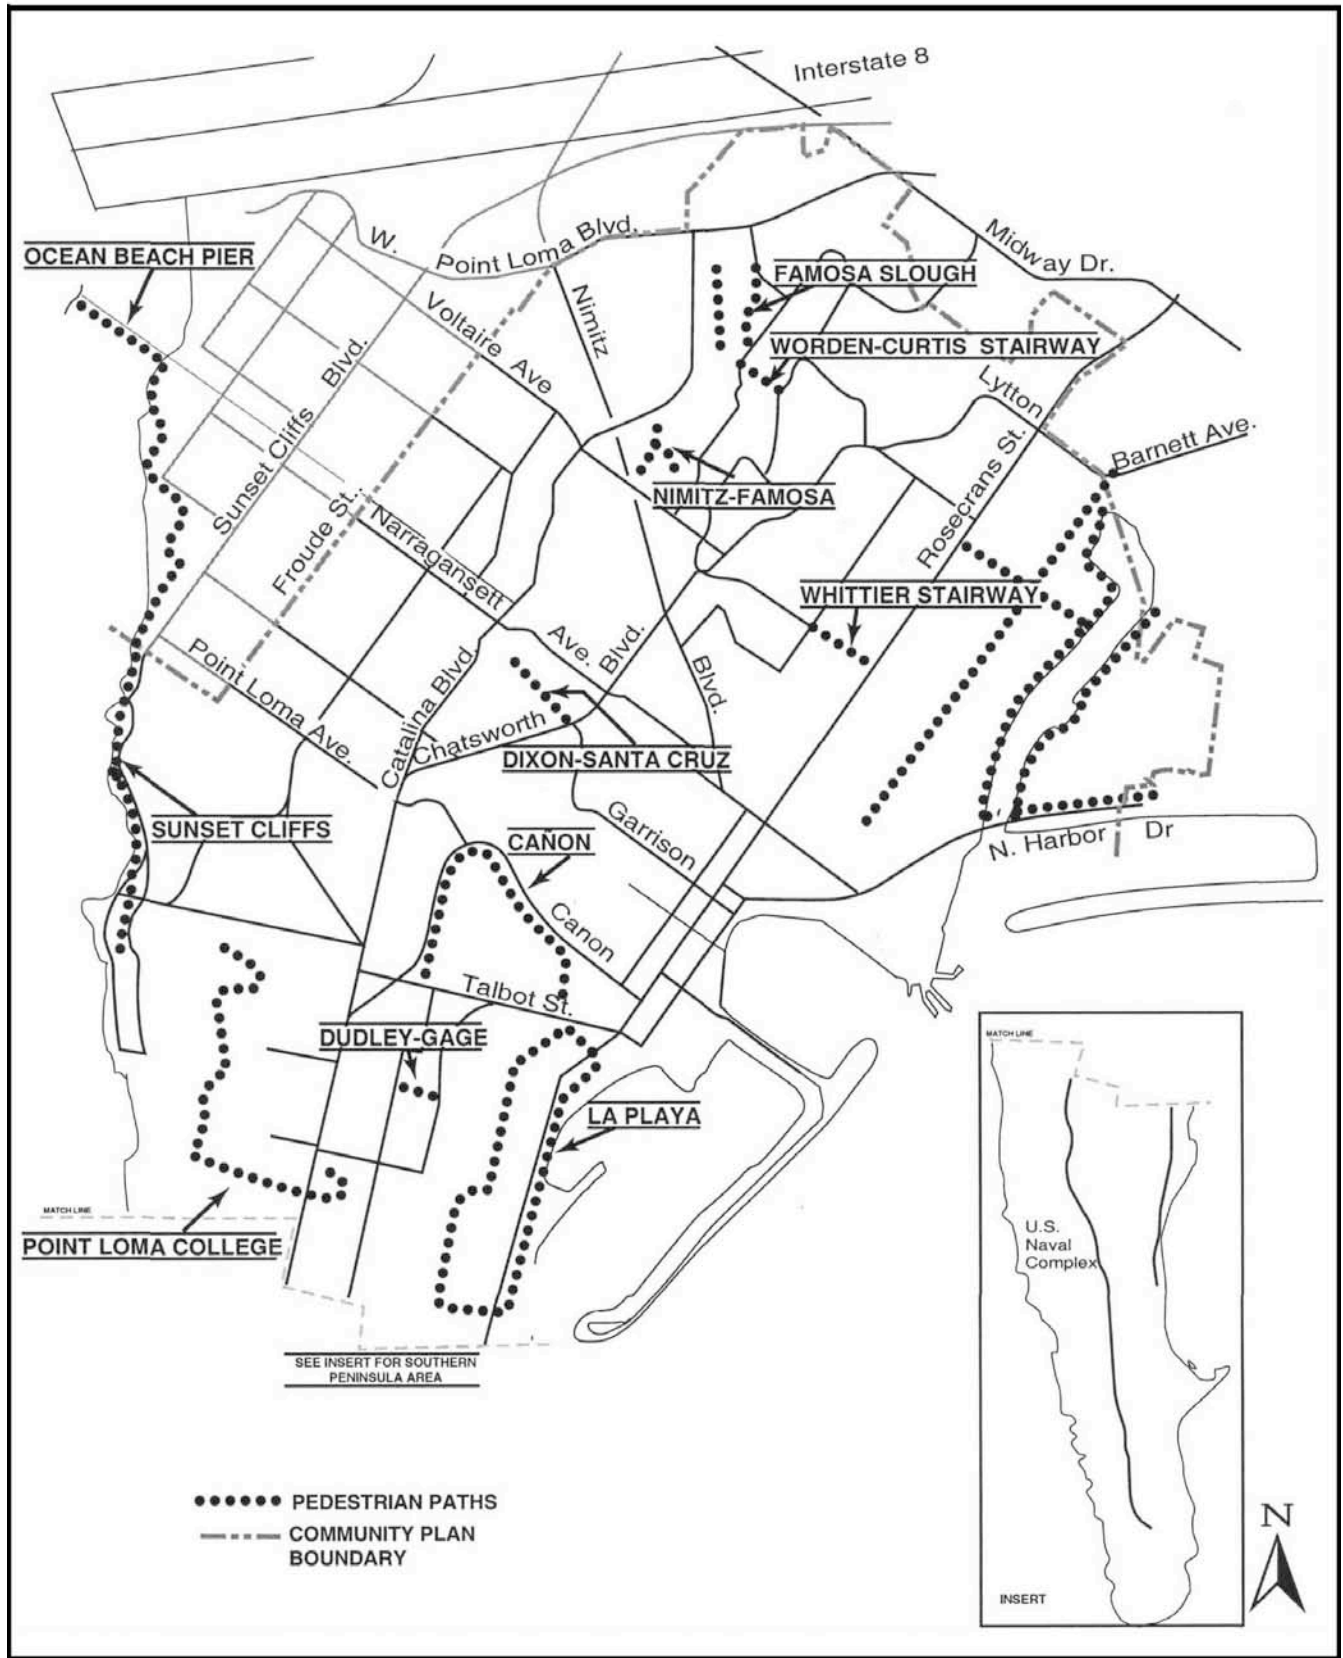 Interstate 8
OCEAN BEACH PIER
W.
Point Loma Blvd.
Midway Dr.
FAMOSA SLOUGH
Nimitz
Voltaire Ave
WORDEN-CURTIS STAIRWAY
Lytton
Sunset Cliffs
Blvd.
Barnett Ave.
Rosecrans St.
NIMITZ-FAMOSA
Froude St.
Narragansett
Ave.
WHITTIER STAIRWAY
Blvd.
Blvd.
Point Loma Ave.
Catalina Blvd.
Chatsworth
DIXON-SANTA CRUZ
SUNSET CLIFFS
CAÑON
Garrison
N. Harbor Dr
Canon
Talbot St.
DUDLEY-GAGE
LA PLAYA
MATCH LINE
POINT LOMA COLLEGE
SEE INSERT FOR SOUTHERN
PENINSULA AREA
MATCH LINE
U.S.
Naval
Complex
INSERT
N
PEDESTRIAN PATHS
COMMUNITY PLAN
BOUNDARY